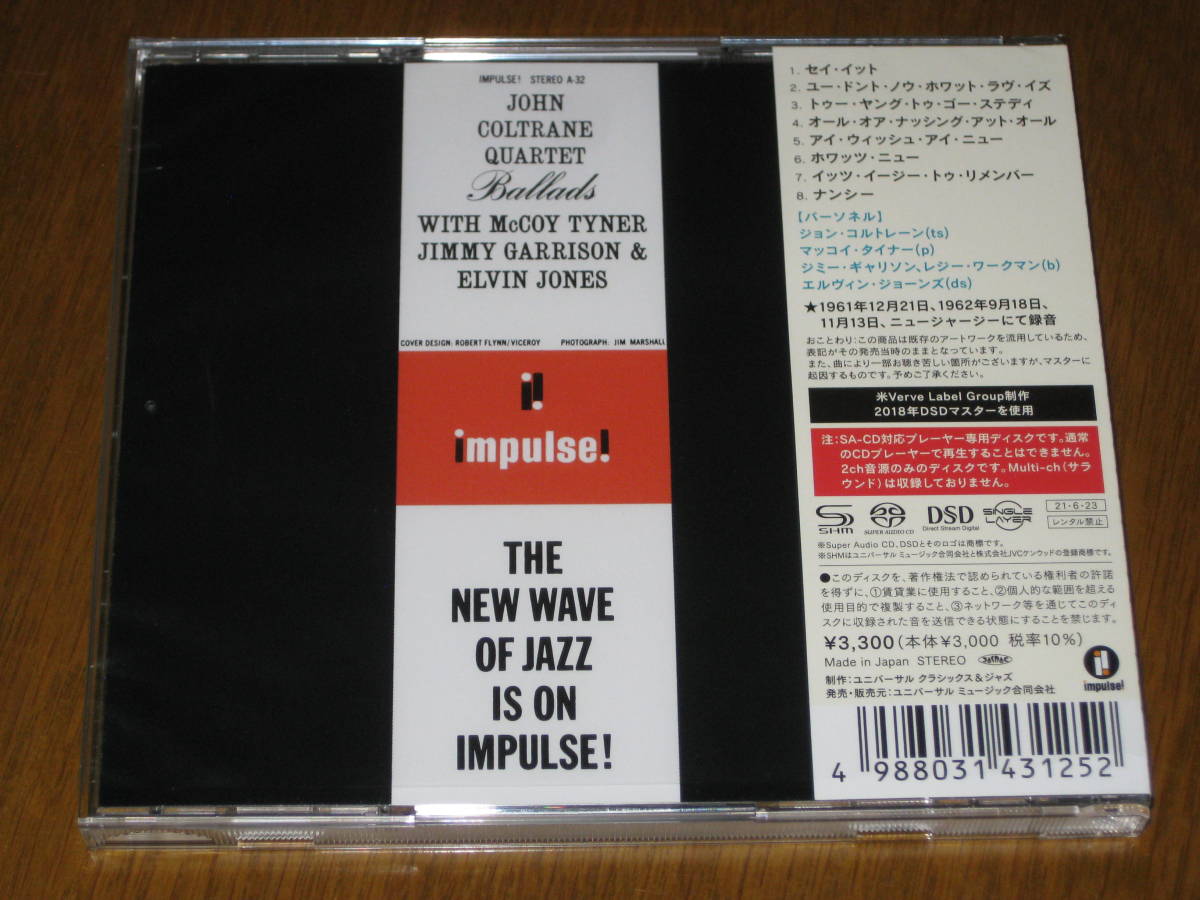 IMPULSE! STEREO A-32
JOHN
COLTRANE
QUARTET
Ballads
WITH McCOY TYNER
JIMMY GARRISON &
ELVIN JONES
COVER DESIGN: ROBERT FLYNN/VICEROY PHOTOGRAPH: JIM MARSHALL
i!
impulse!
THE
NEW WAVE
OF JAZZ
IS ON
IMPULSE!
1. セイ・イット
2. ユー・ドント・ノウ・ホワット・ラヴ・イズ
3. トゥー・ヤング・トゥ・ゴー・ステディ
4. オール・オア・ナッシング・アット・オール
5. アイ・ウィッシュ・アイ・ニュー
6. ホワッツ・ニュー
7. イッツ・イージー・トゥ・リメンバー
8. ナンシー
【パーソネル】
ジョン・コルトレーン(ts)
マッコイ・タイナー(p)
ジミー・ギャリソン、レジー・ワークマン(b)
エルヴィン・ジョーンズ(ds)
★1961年12月21日、1962年9月18日、
11月13日、ニュージャージーにて録音
おことわり:この商品は既存のアートワークを流用しているため、
表記がその発売当時のままとなっています。
また、曲により一部お聴き苦しい箇所がございますが、マスターに
起因するものです。予めご了承ください。
米Verve Label Group制作
2018年DSDマスターを使用
注:SA-CD対応プレーヤー専用ディスクです。通常
のCDプレーヤーで再生することはできません。
2ch音源のみのディスクです。Multi-ch(サラ
ウンド)は収録しておりません。
SHM SUPER AUDIO CD DSD Direct Stream Digital SINGLE LAYER 21・6・23
レンタル禁止
※Super Audio CD、DSDとそのロゴは商標です。
※SHMはユニバーサル ミュージック合同会社と株式会社JVCケンウッドの登録商標です。
●このディスクを、著作権法で認められている権利者の許諾
を得ずに、①賃貸業に使用すること、②個人的な範囲を超える
使用目的で複製すること、③ネットワーク等を通じてこのディ
スクに収録された音を送信できる状態にすることを禁じます。
¥3,300(本体¥3,000 税率10%)
Made in Japan STEREO JASRAC
制作:ユニバーサル クラシックス&ジャズ
発売・販売元:ユニバーサル ミュージック合同会社
i!
impulse!
4 988031 431252